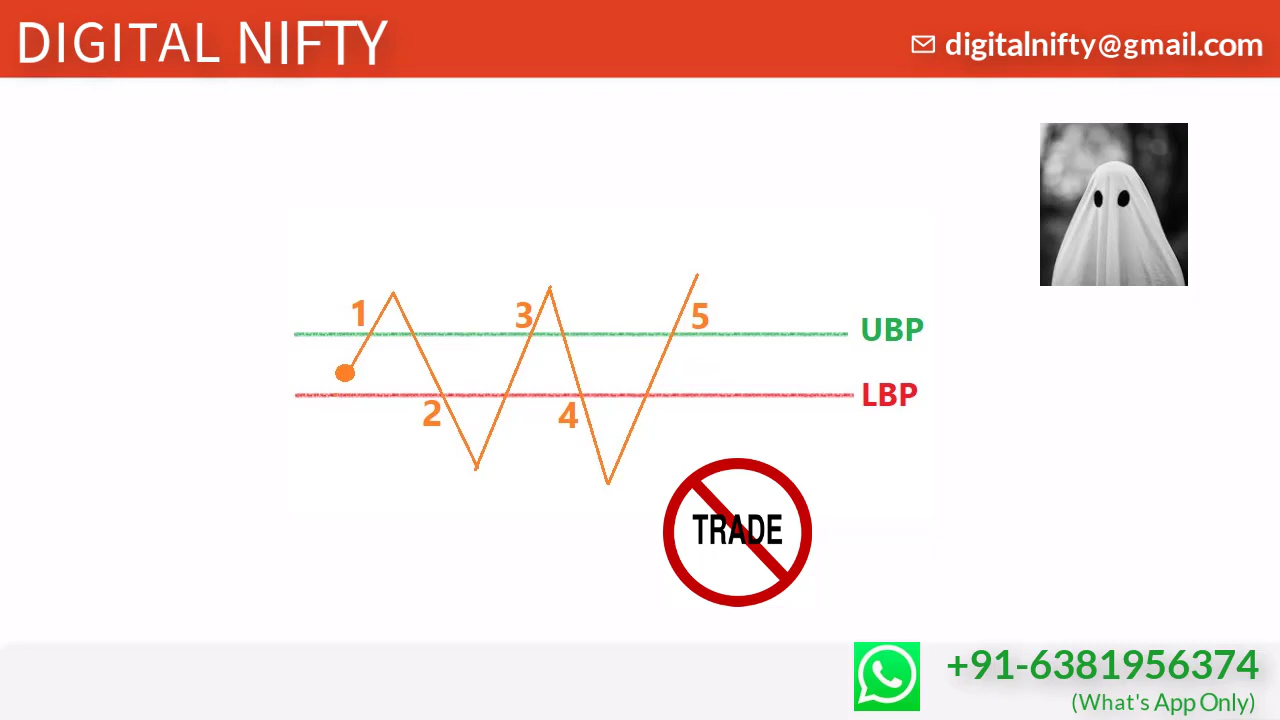 DIGITAL NIFTY
digitalnifty@gmail.com
1
3
5
UBP
LBP
2
4
TRADE
+91-6381956374
(What's App Only)